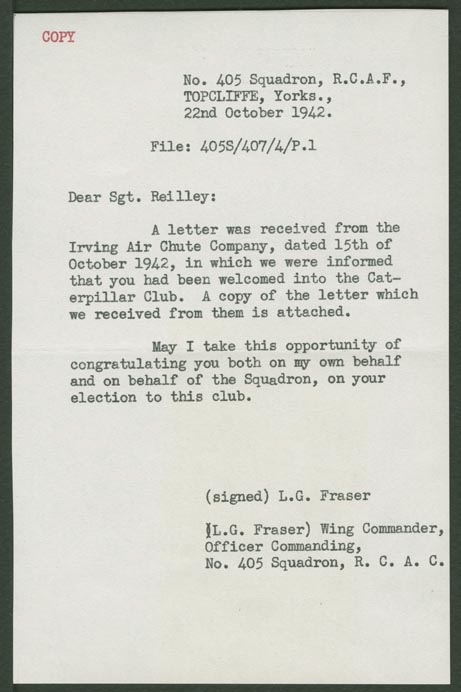 COPY
No. 405 Squadron, R.C.A.F.,
TOPCLIFFE, Yorks.,
22nd October 1942.
File: 405S/407/4/P.1
Dear Sgt. Reilley:
A letter was received from the
Irving Air Chute Company, dated 15th of
October 1942, in which we were informed
that you had been welcomed into the Cat-
erpillar Club. A copy of the letter which
we received from them is attached.
May I take this opportunity of
congratulating you both on my own behalf
and on behalf of the Squadron, on your
election to this club.
(signed) L.G. Fraser
(L.G. Fraser) Wing Commander,
Officer Commanding,
No. 405 Squadron, R. C. A. C.